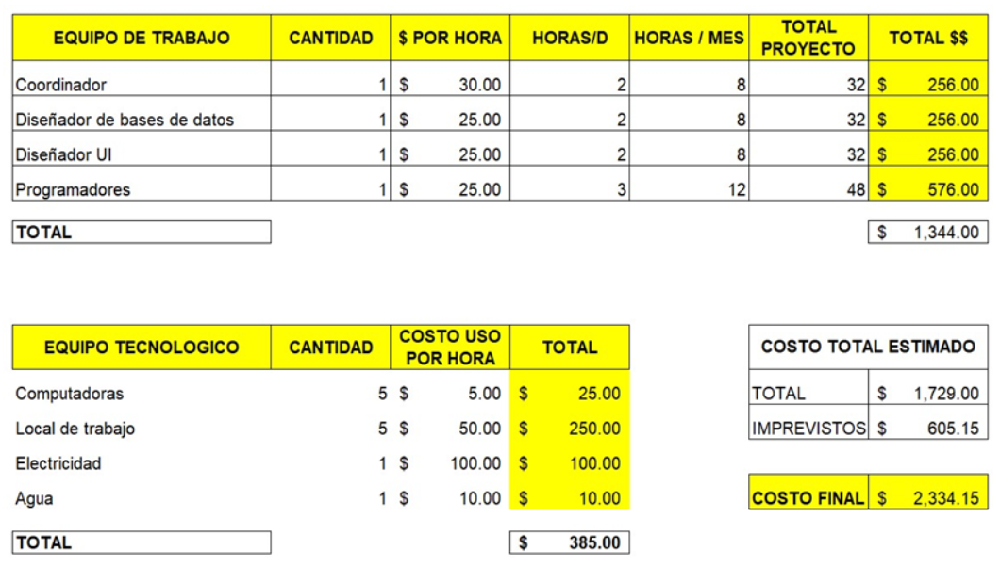 EQUIPO DE TRABAJO CANTIDAD $ POR HORA HORAS/D HORAS / MES TOTAL PROYECTO TOTAL $$
Coordinador 1 $ 30.00 2 8 32 $ 256.00
Diseñador de bases de datos 1 $ 25.00 2 8 32 $ 256.00
Diseñador UI 1 $ 25.00 2 8 32 $ 256.00
Programadores 1 $ 25.00 3 12 48 $ 576.00
TOTAL $ 1,344.00
EQUIPO TECNOLOGICO CANTIDAD COSTO USO POR HORA TOTAL
Computadoras 5 $ 5.00 $ 25.00
Local de trabajo 5 $ 50.00 $ 250.00
Electricidad 1 $ 100.00 $ 100.00
Agua 1 $ 10.00 $ 10.00
TOTAL $ 385.00
COSTO TOTAL ESTIMADO
TOTAL $ 1,729.00
IMPREVISTOS $ 605.15
COSTO FINAL $ 2,334.15